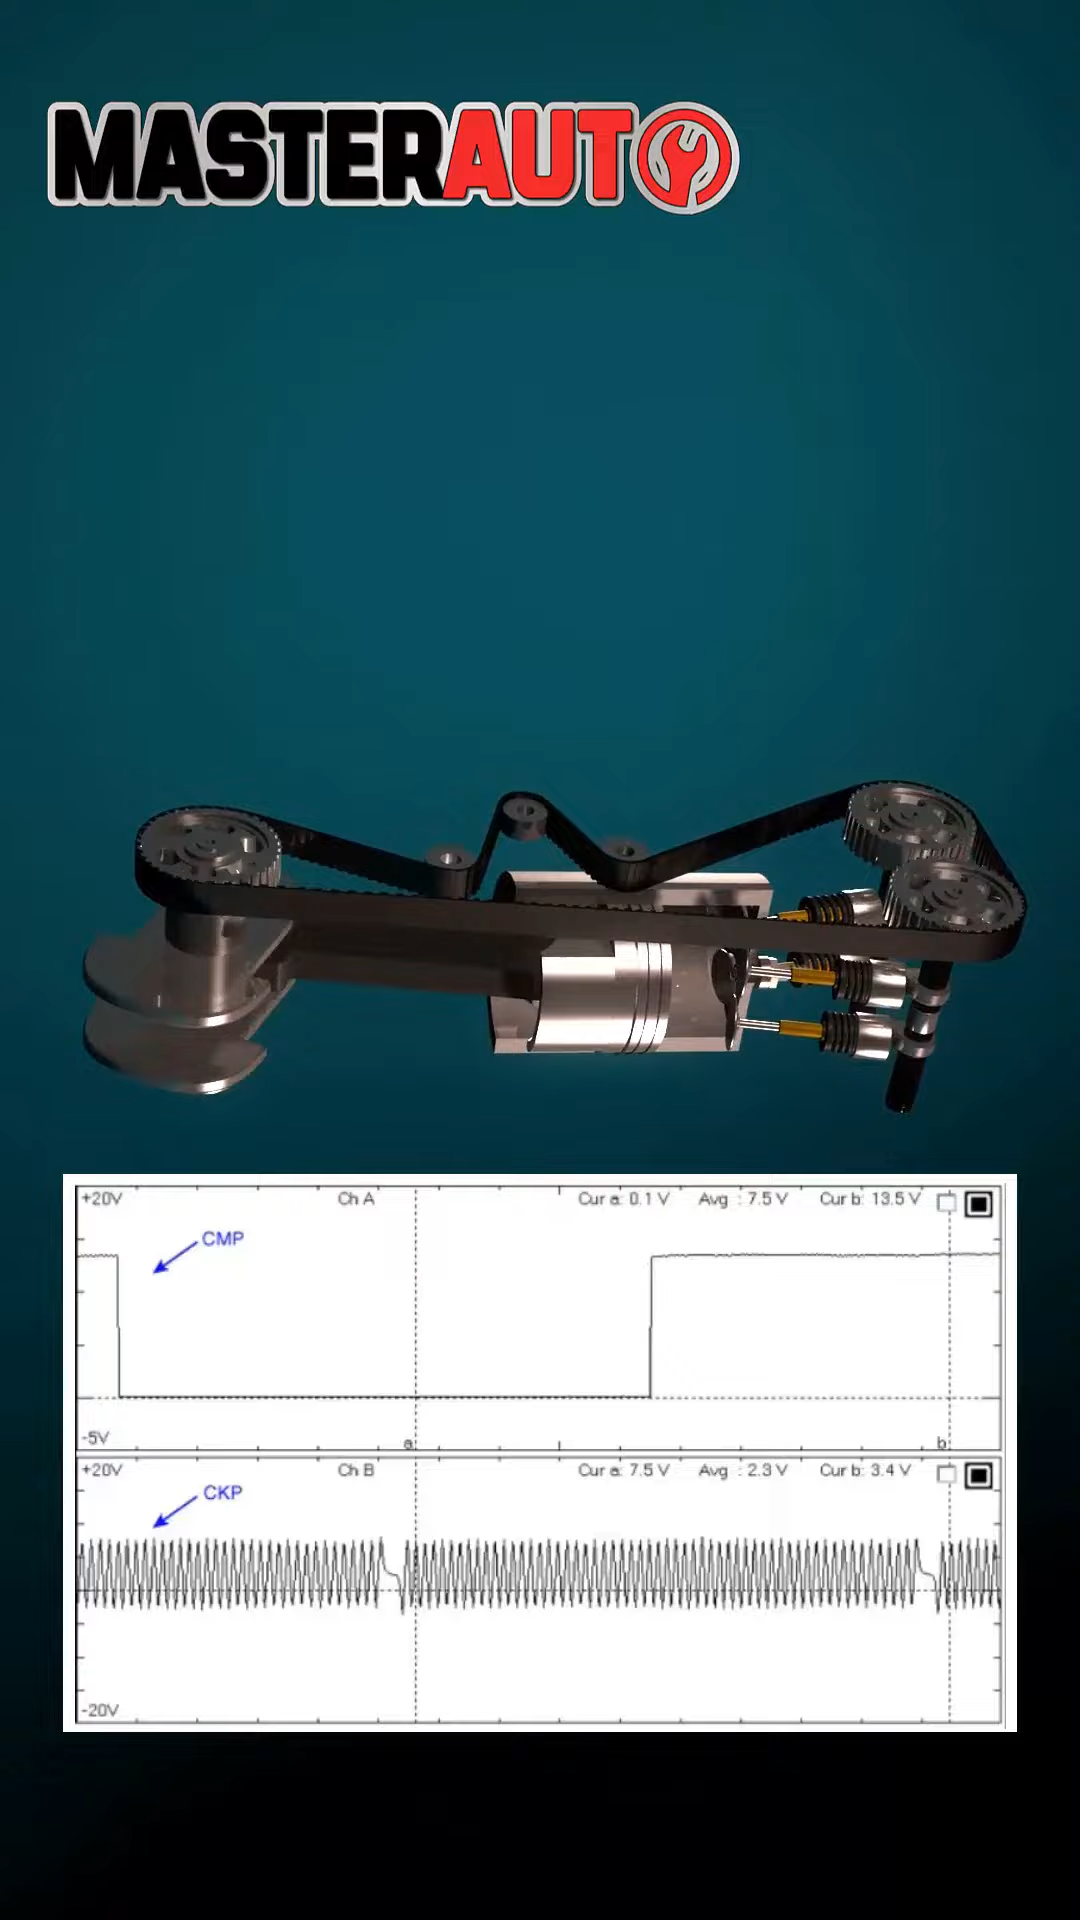 MASTERAUTO
+20V Ch A Cur a: 0.1 V Avg : 7.5 V Cur b: 13.5 V
CMP
-5V a b
+20V Ch B Cur a: 7.5 V Avg : 2.3 V Cur b: 3.4 V
CKP
-20V